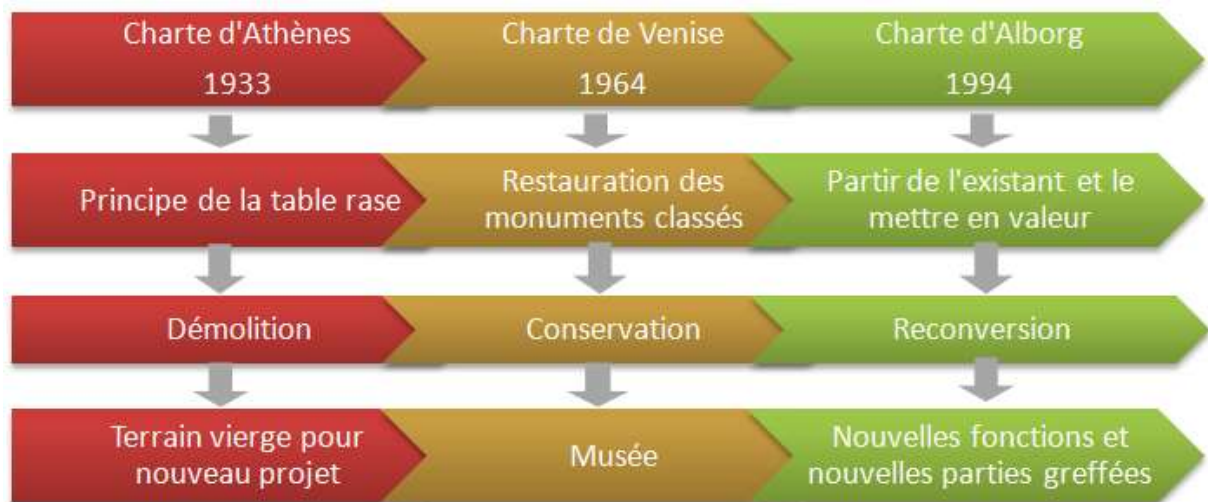 Charte d'Athènes
1933
Charte de Venise
1964
Charte d'Alborg
1994
Principe de la table rase
Restauration des
monuments classés
Partir de l'existant et le
mettre en valeur
Démolition
Conservation
Reconversion
Terrain vierge pour
nouveau projet
Musée
Nouvelles fonctions et
nouvelles parties greffées